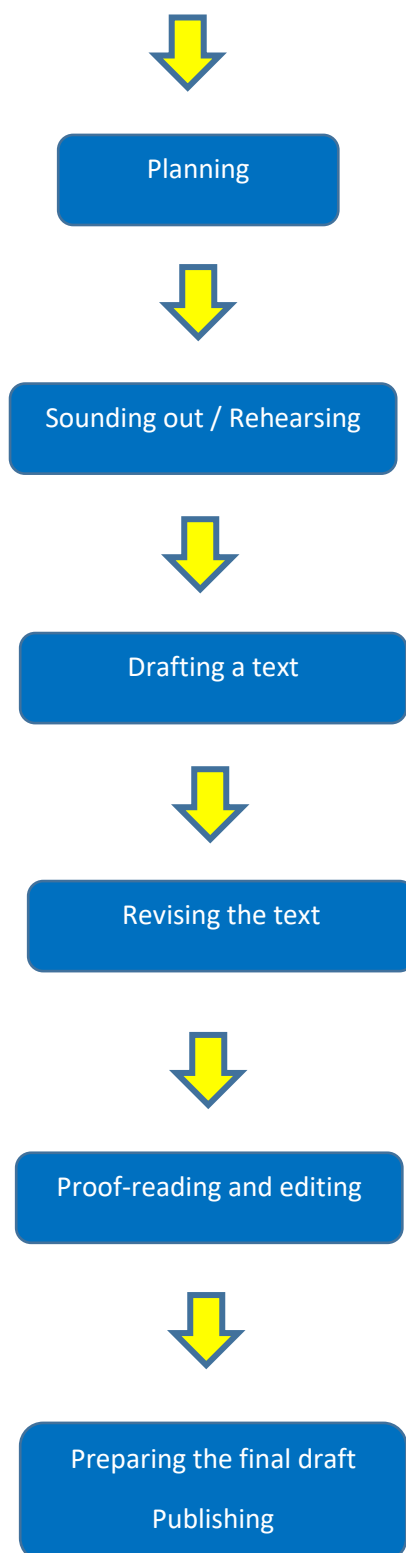 Planning
Sounding out / Rehearsing
Drafting a text
Revising the text
Proof-reading and editing
Preparing the final draft
Publishing